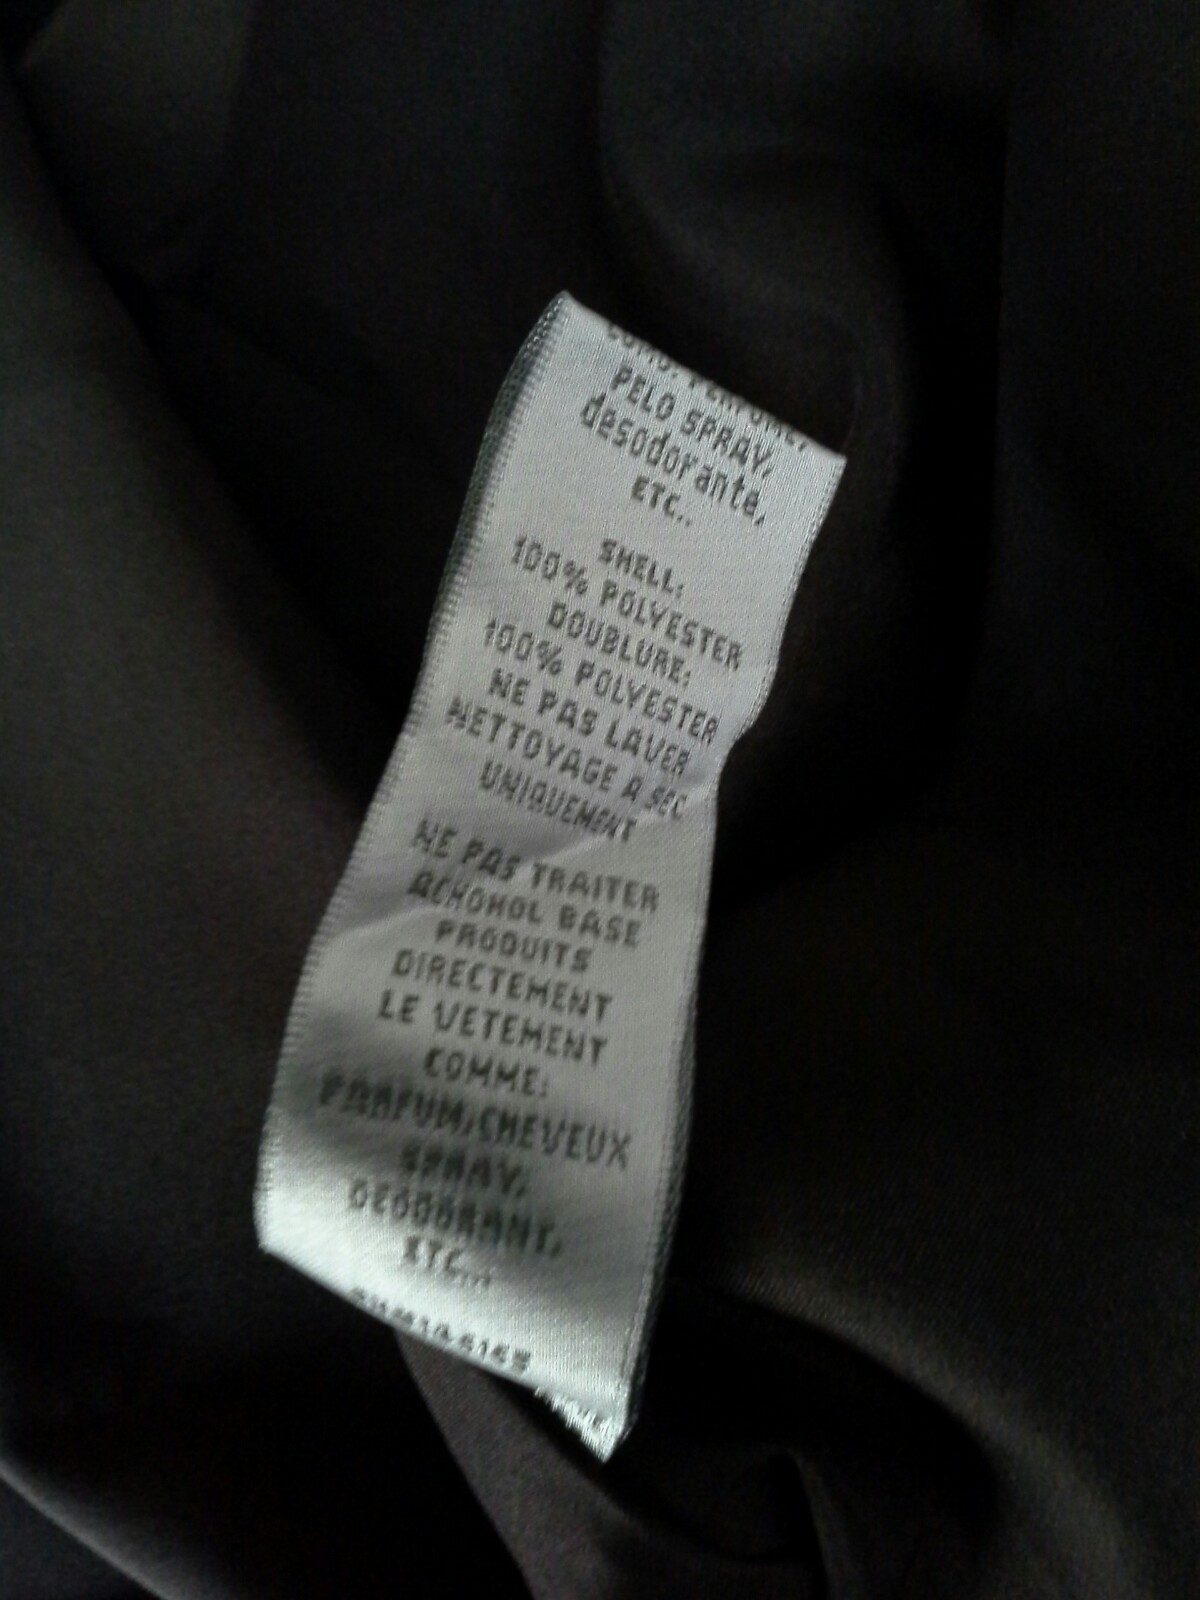 PERFUME,
PELO SPRAY,
desodorante,
ETC..
SHELL:
100% POLYESTER
DOUBLURE:
100% POLYESTER
NE PAS LAVER
NETTOYAGE A SEC
UNIQUEMENT
NE PAS TRAITER
ACHOHOL BASE
PRODUITS
DIRECTEMENT
LE VETEMENT
COMME:
PARFUM,CHEVEUX
SPRAY,
DEODORANT,
ETC...